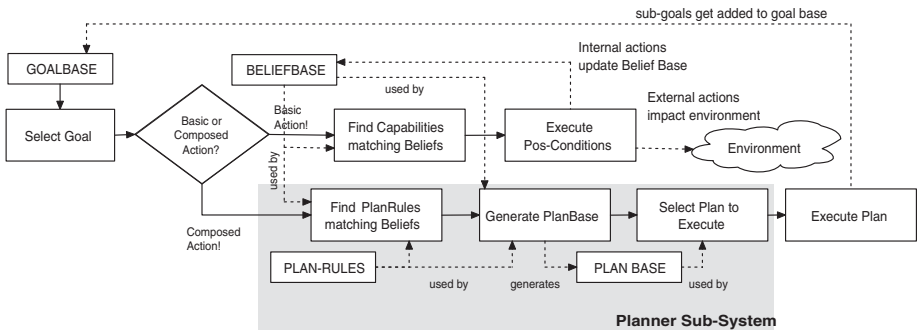 sub-goals get added to goal base
GOALBASE
BELIEFBASE
Internal actions
update Belief Base
used by
External actions
impact environment
Select Goal
Basic or
Composed
Action?
Basic
Action!
Find Capabilities
matching Beliefs
Execute
Pos-Conditions
Environment
used by
Composed
Action!
Find PlanRules
matching Beliefs
Generate PlanBase
Select Plan to
Execute
Execute Plan
PLAN-RULES
used by
generates
PLAN BASE
used by
Planner Sub-System